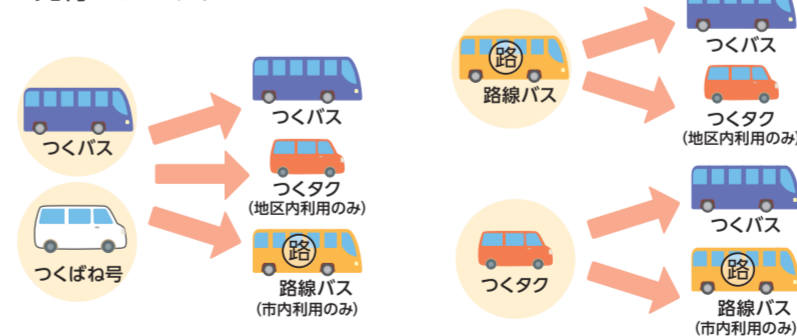 つくバス
つくばね号
つくバス
つくタク
(地区内利用のみ)
路
路線バス
(市内利用のみ)
路
路線バス
つくバス
つくタク
(地区内利用のみ)
つくタク
つくバス
路
路線バス
(市内利用のみ)